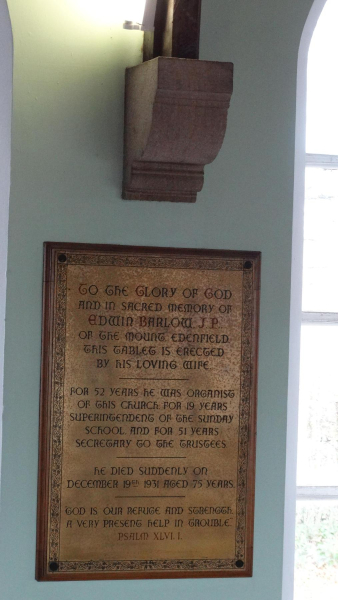 TO THE GLORY OF GOD
AND IN SACRED MEMORY OF
EDWIN BARLOW J.P.
OF THE MOUNT, EDENFIELD
THIS TABLET IS ERECTED
BY HIS LOVING WIFE
FOR 52 YEARS HE WAS ORGANIST
OF THIS CHURCH FOR 19 YEARS
SUPERINTENDENT OF THE SUNDAY
SCHOOL AND FOR 51 YEARS
SECRETARY TO THE TRUSTEES
HE DIED SUDDENLY ON
DECEMBER 19TH 1931 AGED 75 YEARS.
GOD IS OUR REFUGE AND STRENGTH
A VERY PRESENT HELP IN TROUBLE.
PSALM XLVI. I.